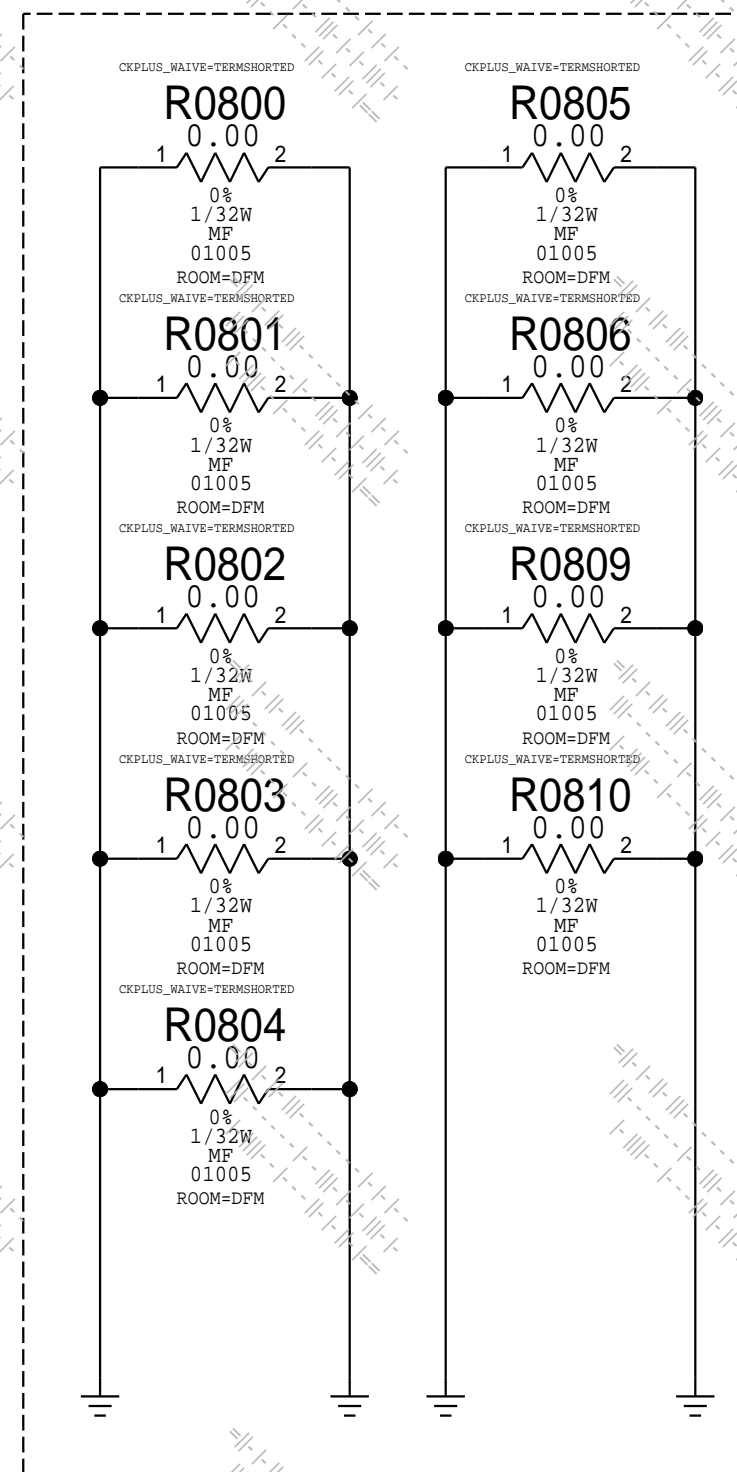 CKPLUS_WAIVE=TERMSHORTED
R0800
0.00
1 2
0%
1/32W
MF
01005
ROOM=DFM
CKPLUS_WAIVE=TERMSHORTED
R0801
0.00
1 2
0%
1/32W
MF
01005
ROOM=DFM
CKPLUS_WAIVE=TERMSHORTED
R0802
0.00
1 2
0%
1/32W
MF
01005
ROOM=DFM
CKPLUS_WAIVE=TERMSHORTED
R0803
0.00
1 2
0%
1/32W
MF
01005
ROOM=DFM
CKPLUS_WAIVE=TERMSHORTED
R0804
0.00
1 2
0%
1/32W
MF
01005
ROOM=DFM
CKPLUS_WAIVE=TERMSHORTED
R0805
0.00
1 2
0%
1/32W
MF
01005
ROOM=DFM
CKPLUS_WAIVE=TERMSHORTED
R0806
0.00
1 2
0%
1/32W
MF
01005
ROOM=DFM
CKPLUS_WAIVE=TERMSHORTED
R0809
0.00
1 2
0%
1/32W
MF
01005
ROOM=DFM
CKPLUS_WAIVE=TERMSHORTED
R0810
0.00
1 2
0%
1/32W
MF
01005
ROOM=DFM